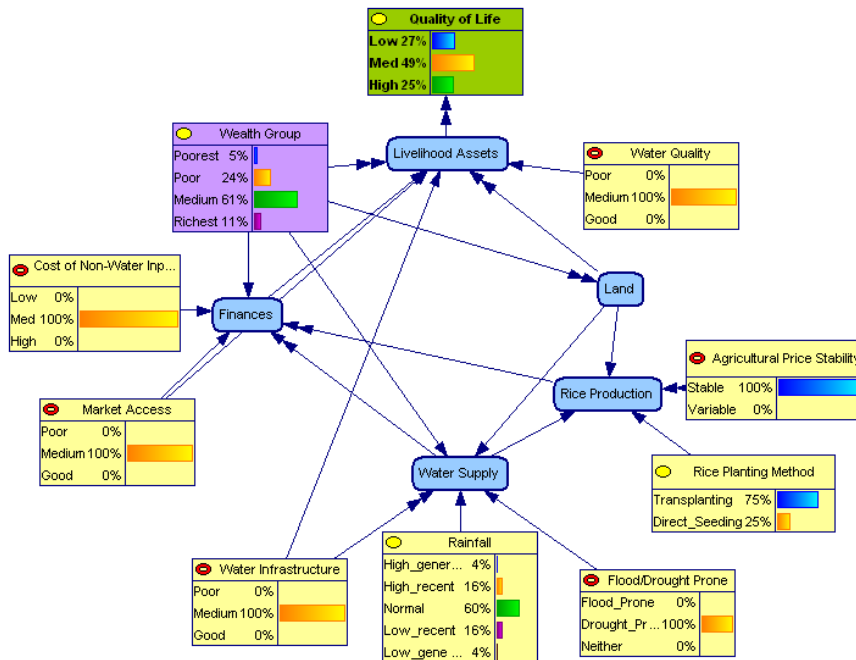 Quality of Life
Low 27%
Med 49%
High 25%
Wealth Group
Poorest 5%
Poor 24%
Medium 61%
Richest 11%
Livelihood Assets
Water Quality
Poor 0%
Medium 100%
Good 0%
Cost of Non-Water Inp...
Low 0%
Med 100%
High 0%
Finances
Land
Agricultural Price Stability
Stable 100%
Variable 0%
Rice Production
Market Access
Poor 0%
Medium 100%
Good 0%
Water Supply
Rice Planting Method
Transplanting 75%
Direct_Seeding 25%
Water Infrastructure
Poor 0%
Medium 100%
Good 0%
Rainfall
High_gener... 4%
High_recent 16%
Normal 60%
Low_recent 16%
Low_gene ... 4%
Flood/Drought Prone
Flood_Prone 0%
Drought_Pr ... 100%
Neither 0%